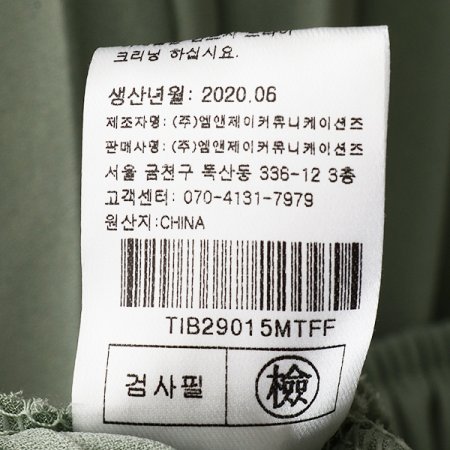 크리닝 하십시요.
생산년월: 2020.06
제조자명: (주)엠앤제이커뮤니케이션즈
판매사명: (주)엠앤제이커뮤니케이션즈
서울 금천구 독산동 336-12 3층
고객센터: 070-4131-7979
원산지:CHINA
TIB29015MTFF
검사필 檢